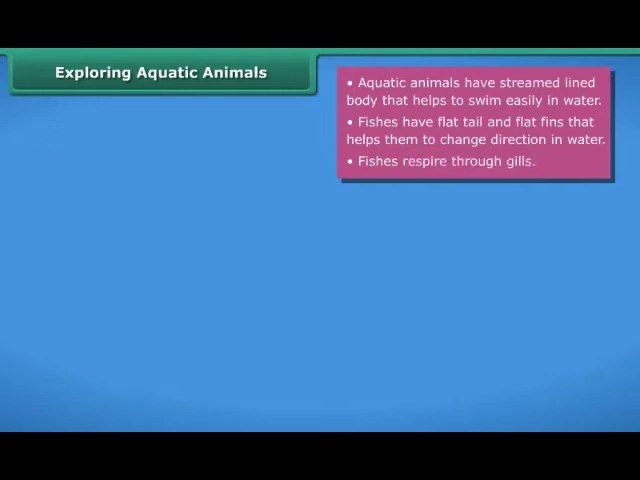 Exploring Aquatic Animals
• Aquatic animals have streamed lined
body that helps to swim easily in water.
• Fishes have flat tail and flat fins that
helps them to change direction in water.
• Fishes respire through gills.